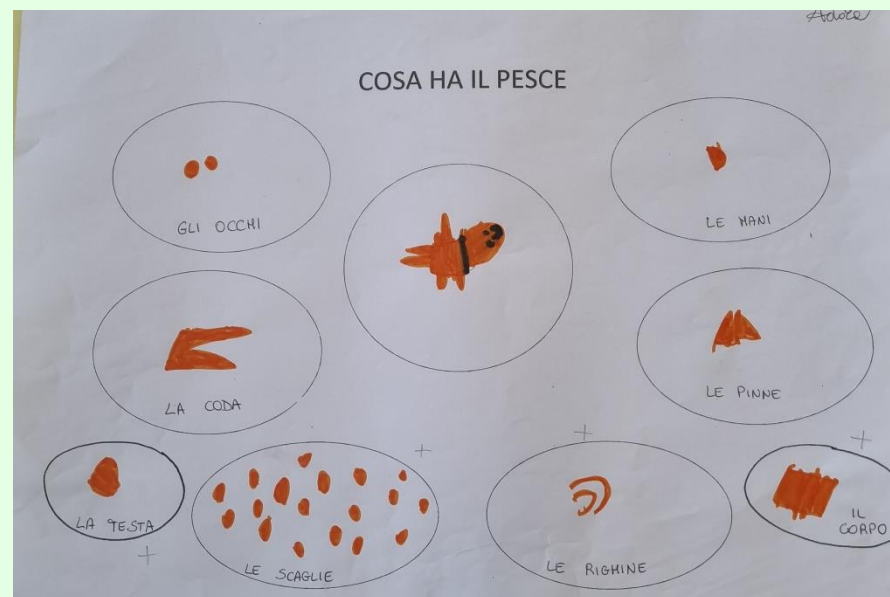 COSA HA IL PESCE
GLI OCCHI
LE MANI
LA CODA
LE PINNE
LA TESTA
LE SCAGLIE
LE RIGHINE
IL
CORPO